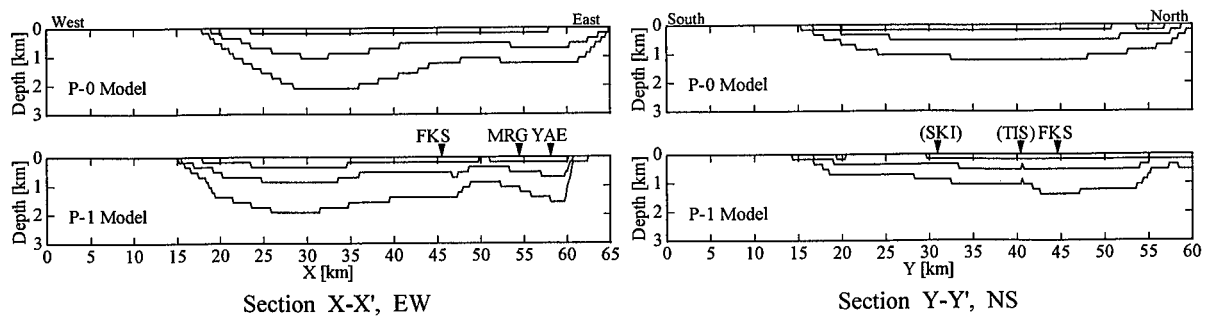 West East
0
1
2
3
Depth [km]
P-0 Model
FKS MRG YAE
0
1
2
3
Depth [km]
P-1 Model
0 5 10 15 20 25 30 35 40 45 50 55 60 65
X [km]
Section X-X', EW
South North
0
1
2
3
Depth [km]
P-0 Model
(SKI) (TIS) FKS
0
1
2
3
Depth [km]
P-1 Model
0 5 10 15 20 25 30 35 40 45 50 55 60
Y [km]
Section Y-Y', NS